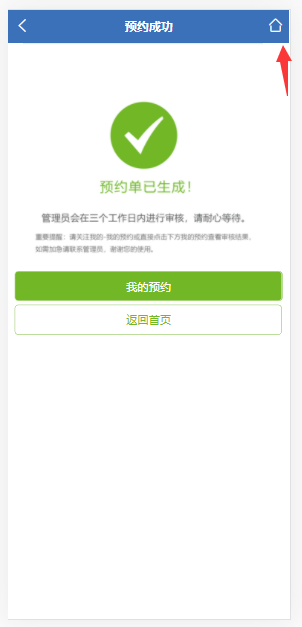 预约成功
预约单已生成！
管理员会在三个工作日内进行审核，请耐心等待。
重要提醒：请关注我的-我的预约或直接点击下方我的预约查看审核结果，
如需加急请联系管理员，谢谢您的使用。
我的预约
返回首页